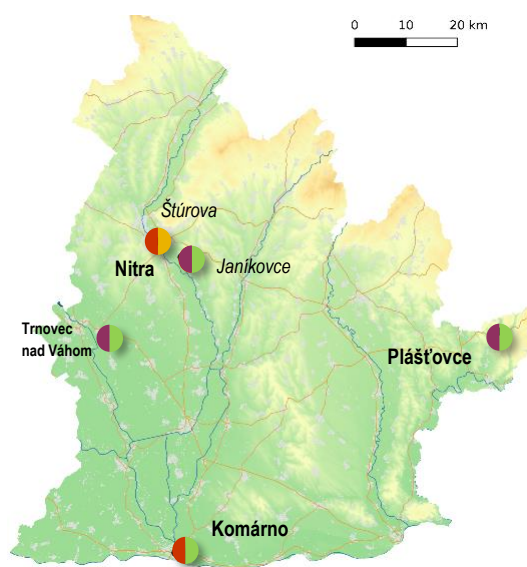 0 10 20 km
Štúrova
Nitra
Janíkovce
Trnovec
nad Váhom
Plášťovce
Komárno